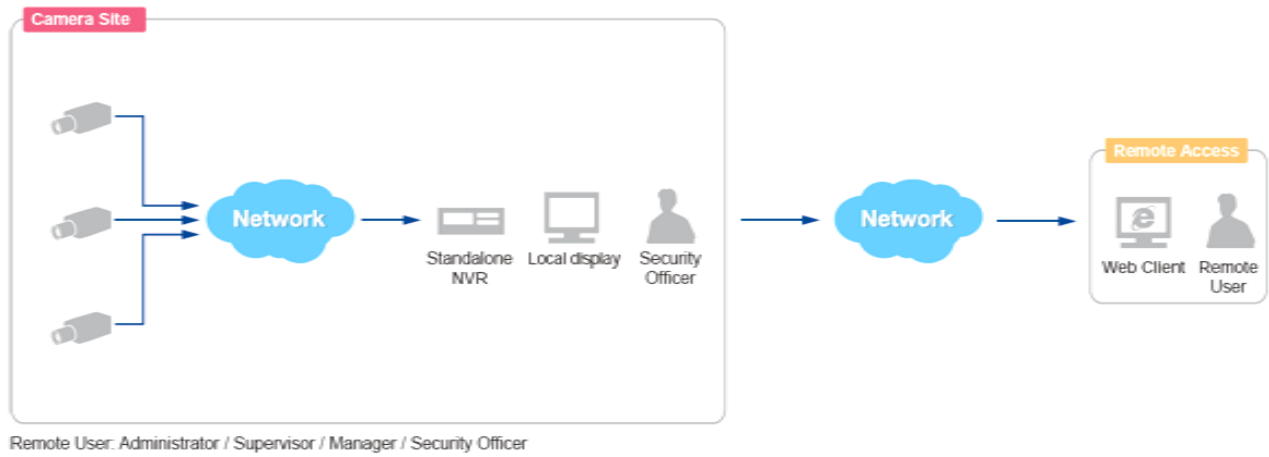 Camera Site
Remote Access
Network
Network
Standalone
NVR
Local display
Security
Officer
Web Client
Remote
User
Remote User: Administrator / Supervisor / Manager / Security Officer